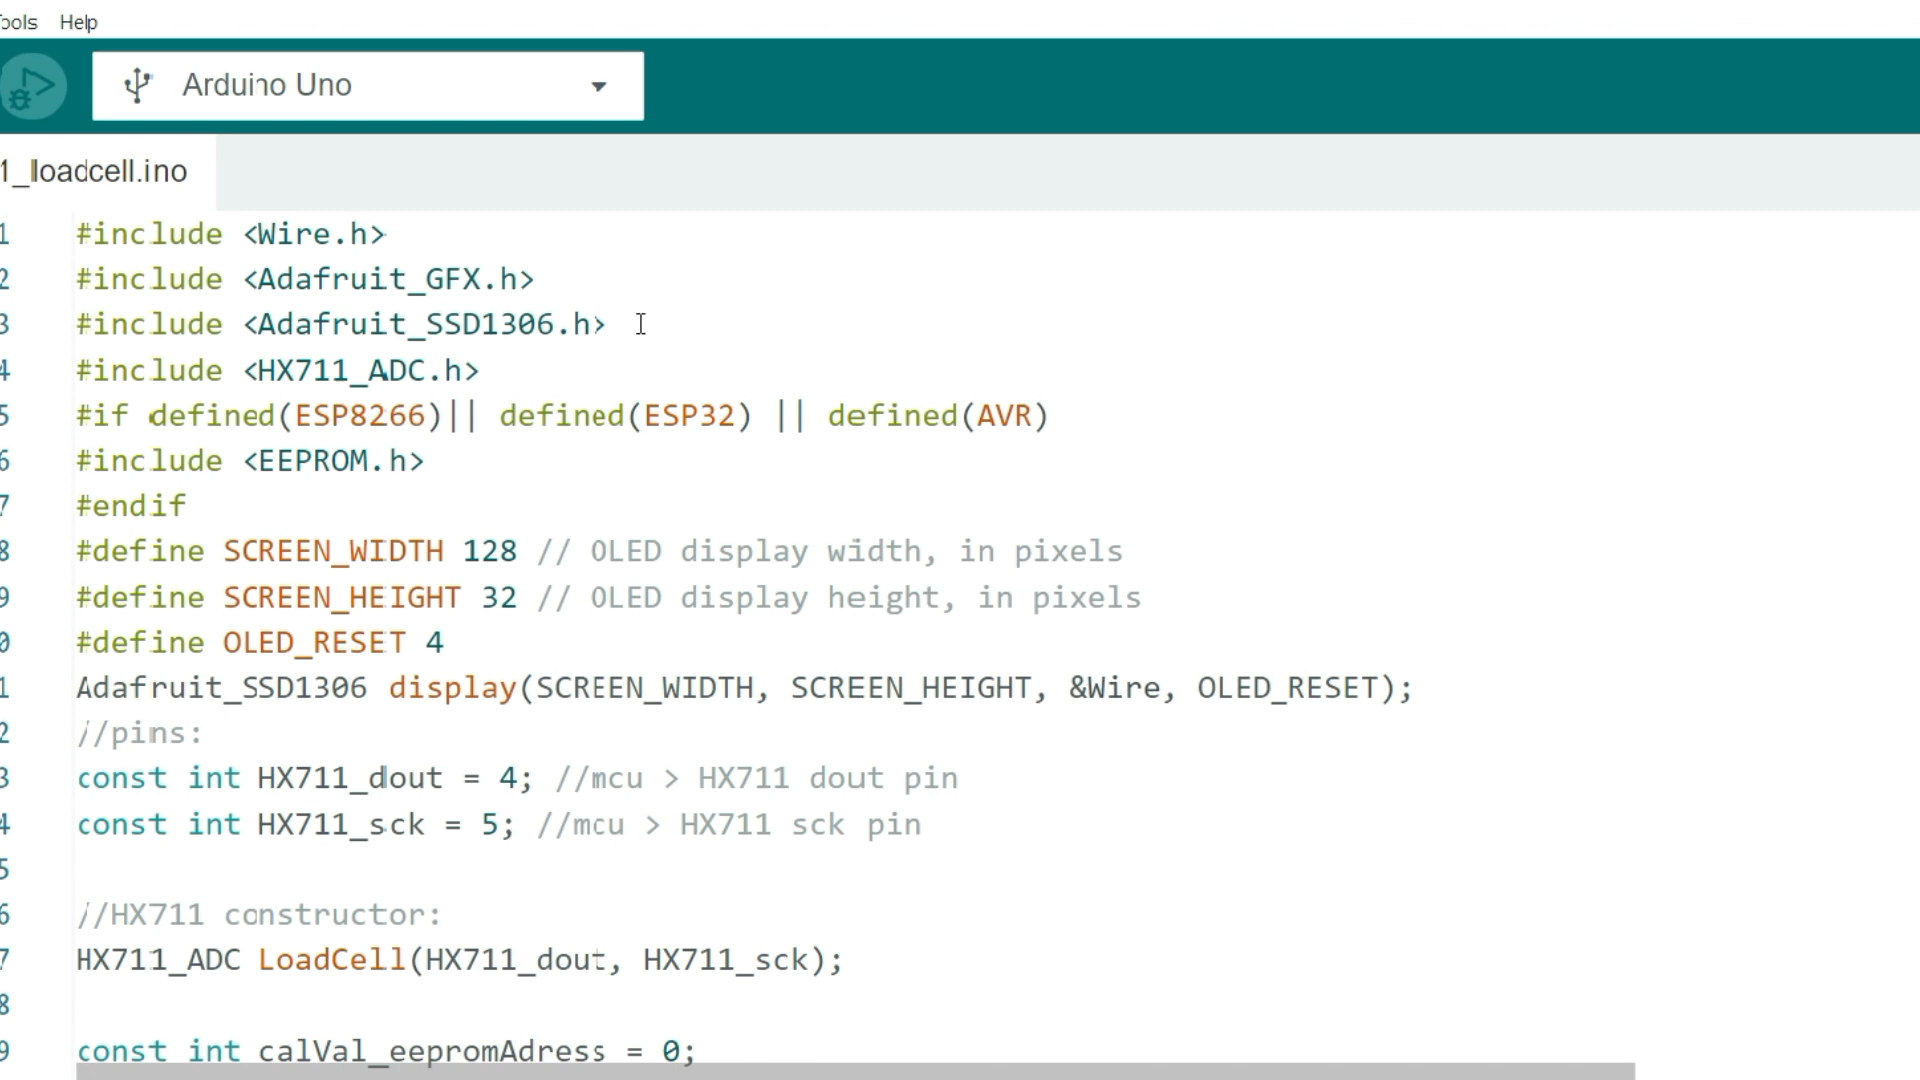 ools Help
Arduino Uno
1_loadcell.ino
1 #include <Wire.h>
2 #include <Adafruit_GFX.h>
3 #include <Adafruit_SSD1306.h>
4 #include <HX711_ADC.h>
5 #if defined(ESP8266)|| defined(ESP32) || defined(AVR)
6 #include <EEPROM.h>
7 #endif
8 #define SCREEN_WIDTH 128 // OLED display width, in pixels
9 #define SCREEN_HEIGHT 32 // OLED display height, in pixels
0 #define OLED_RESET 4
1 Adafruit_SSD1306 display(SCREEN_WIDTH, SCREEN_HEIGHT, &Wire, OLED_RESET);
2 //pins:
3 const int HX711_dout = 4; //mcu > HX711 dout pin
4 const int HX711_sck = 5; //mcu > HX711 sck pin
5
6 //HX711 constructor:
7 HX711_ADC LoadCell(HX711_dout, HX711_sck);
8
9 const int calVal_eepromAdress = 0;